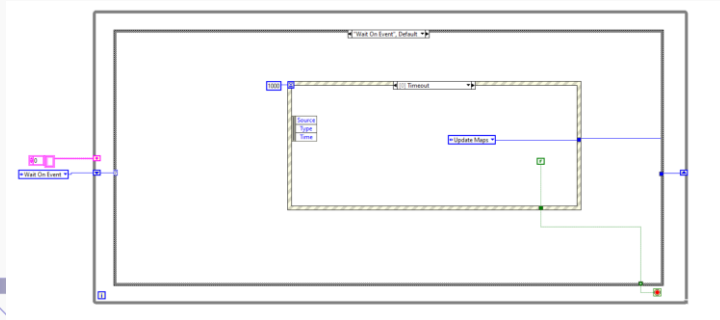 "Wait On Event", Default
1000
[0] Timeout
Source
Type
Time
Update Maps
F
0
Wait On Event
i